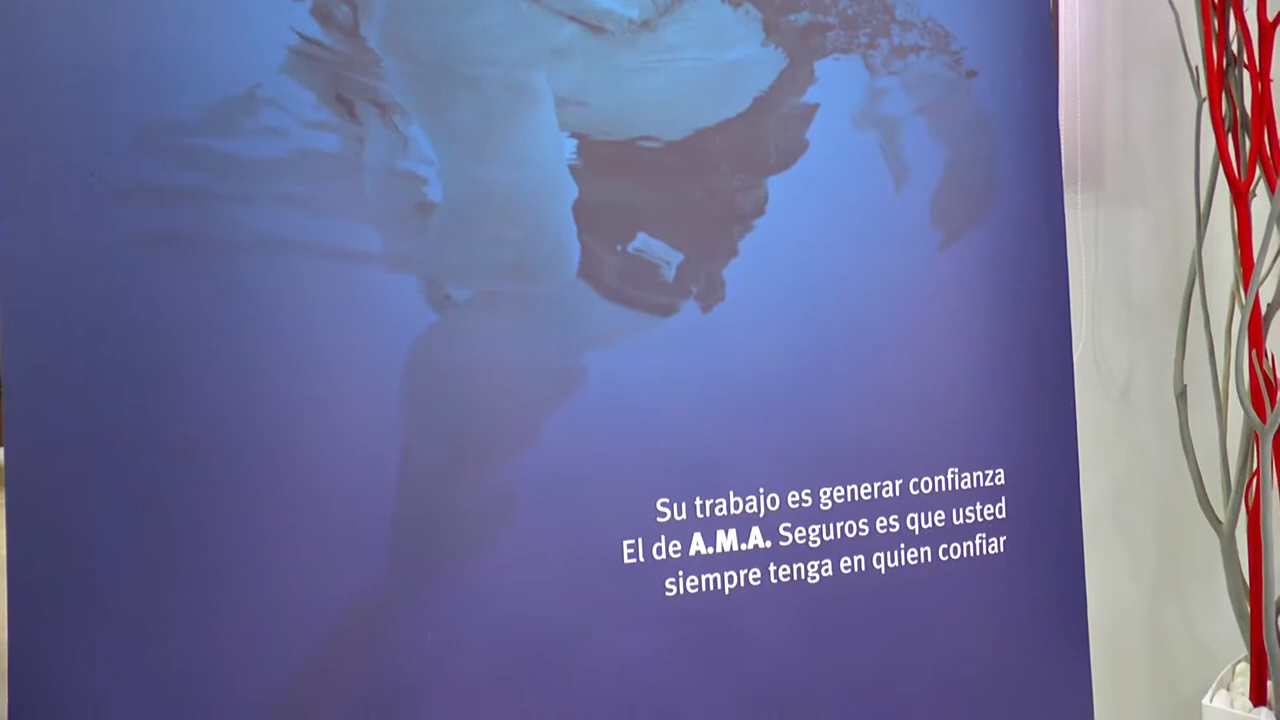 Su trabajo es generar confianza
El de A.M.A. Seguros es que usted
siempre tenga en quien confiar